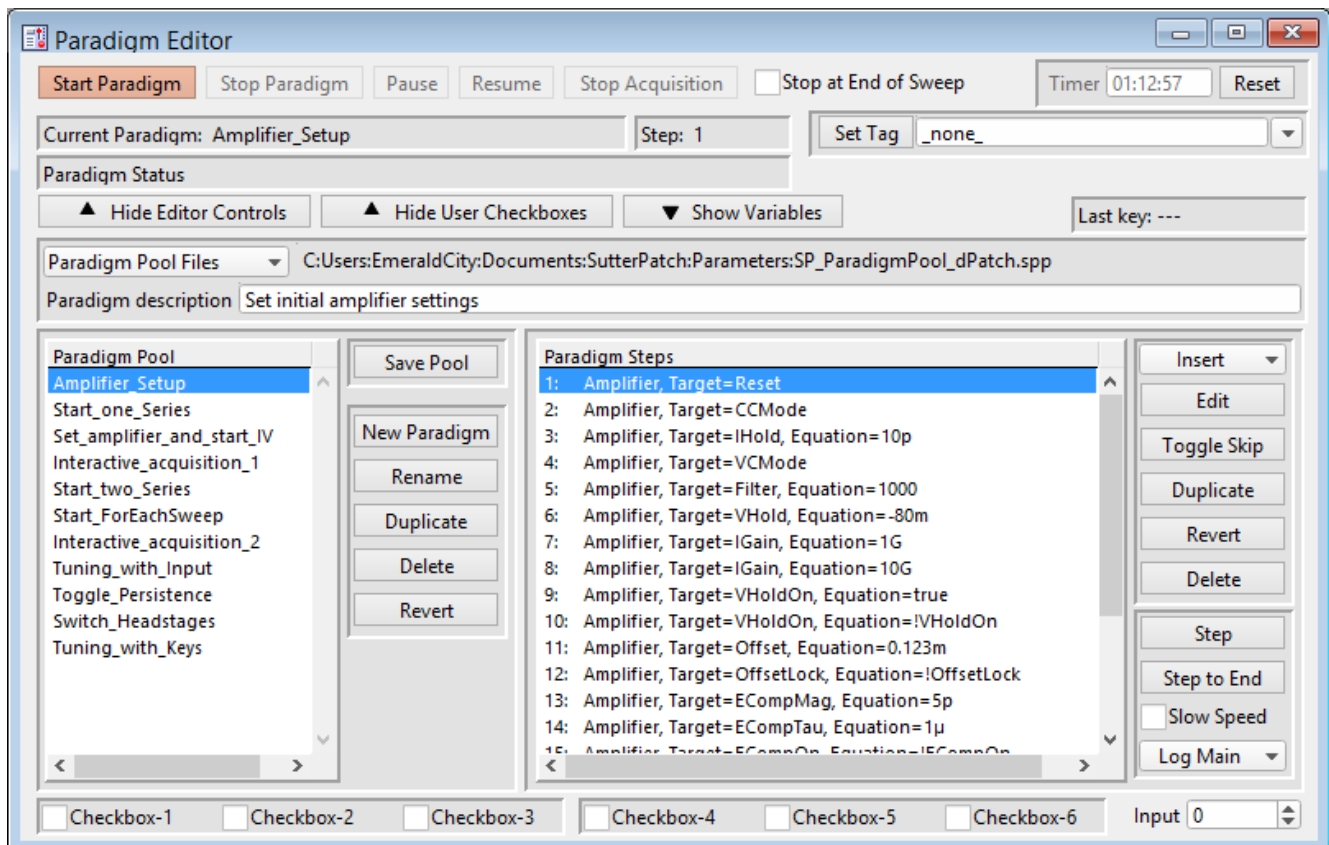 Paradigm Editor
Start Paradigm Stop Paradigm Pause Resume Stop Acquisition Stop at End of Sweep Timer 01:12:57 Reset
Current Paradigm: Amplifier_Setup Step: 1 Set Tag _none_
Paradigm Status
▲ Hide Editor Controls ▲ Hide User Checkboxes ▼ Show Variables Last key: ---
Paradigm Pool Files C:Users:EmeraldCity:Documents:SutterPatch:Parameters:SP_ParadigmPool_dPatch.spp
Paradigm description Set initial amplifier settings
Paradigm Pool
Amplifier_Setup
Start_one_Series
Set_amplifier_and_start_IV
Interactive_acquisition_1
Start_two_Series
Start_ForEachSweep
Interactive_acquisition_2
Tuning_with_Input
Toggle_Persistence
Switch_Headstages
Tuning_with_Keys
Save Pool
New Paradigm
Rename
Duplicate
Delete
Revert
Paradigm Steps
1: Amplifier, Target=Reset
2: Amplifier, Target=CCMode
3: Amplifier, Target=IHold, Equation=10p
4: Amplifier, Target=VCMode
5: Amplifier, Target=Filter, Equation=1000
6: Amplifier, Target=VHold, Equation=-80m
7: Amplifier, Target=IGain, Equation=1G
8: Amplifier, Target=IGain, Equation=10G
9: Amplifier, Target=VHoldOn, Equation=true
10: Amplifier, Target=VHoldOn, Equation=!VHoldOn
11: Amplifier, Target=Offset, Equation=0.123m
12: Amplifier, Target=OffsetLock, Equation=!OffsetLock
13: Amplifier, Target=ECompMag, Equation=5p
14: Amplifier, Target=ECompTau, Equation=1µ
15: Amplifier, Target=ECompOn, Equation=!ECompOn
Insert
Edit
Toggle Skip
Duplicate
Revert
Delete
Step
Step to End
Slow Speed
Log Main
Checkbox-1 Checkbox-2 Checkbox-3 Checkbox-4 Checkbox-5 Checkbox-6 Input 0